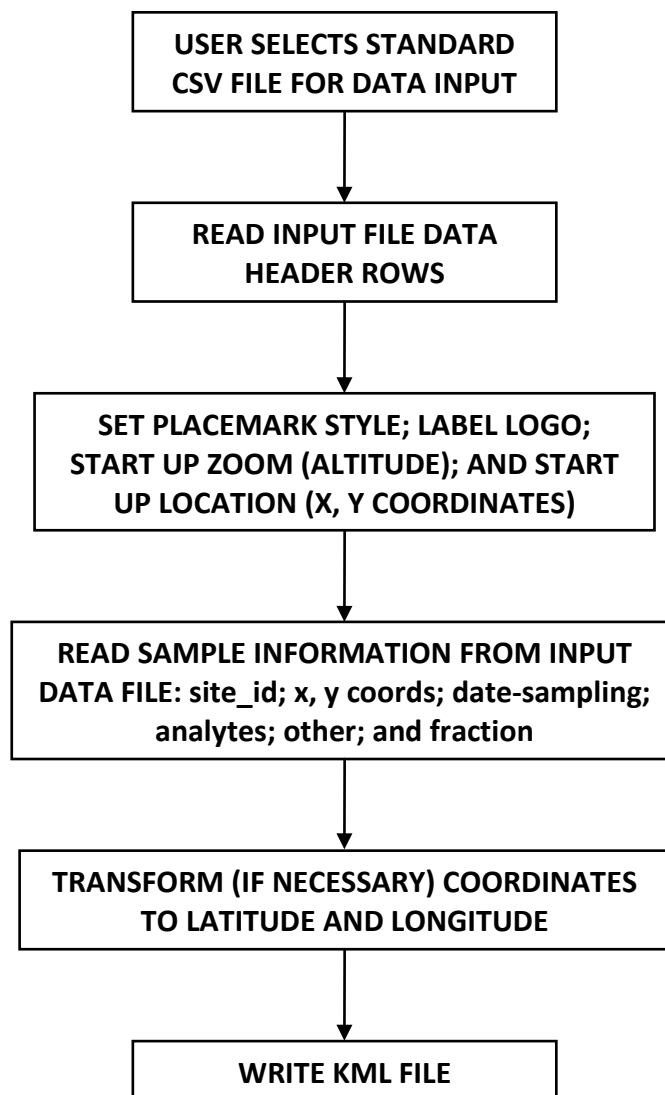 USER SELECTS STANDARD
CSV FILE FOR DATA INPUT
READ INPUT FILE DATA
HEADER ROWS
SET PLACEMARK STYLE; LABEL LOGO;
START UP ZOOM (ALTITUDE); AND START
UP LOCATION (X, Y COORDINATES)
READ SAMPLE INFORMATION FROM INPUT
DATA FILE: site_id; x, y coords; date-sampling;
analytes; other; and fraction
TRANSFORM (IF NECESSARY) COORDINATES
TO LATITUDE AND LONGITUDE
WRITE KML FILE